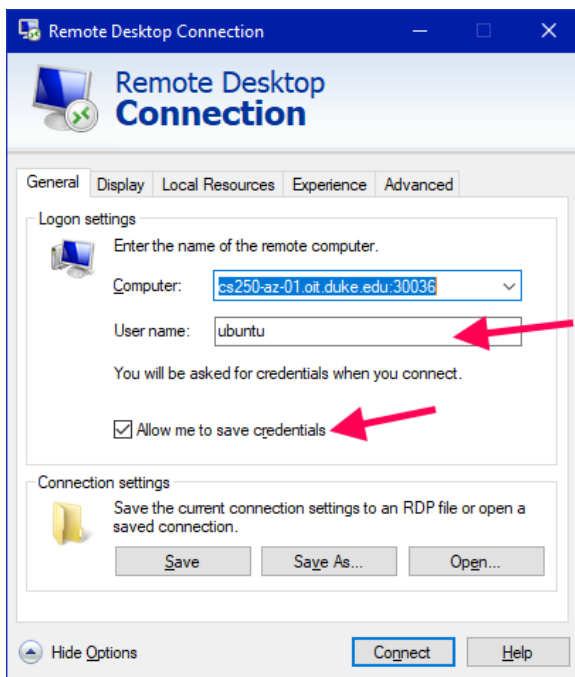 Remote Desktop Connection
Remote Desktop
Connection
General Display Local Resources Experience Advanced
Logon settings
Enter the name of the remote computer.
Computer: cs250-az-01.oit.duke.edu:30036
User name: ubuntu
You will be asked for credentials when you connect.
Allow me to save credentials
Connection settings
Save the current connection settings to an RDP file or open a
saved connection.
Save Save As... Open...
Hide Options Connect Help